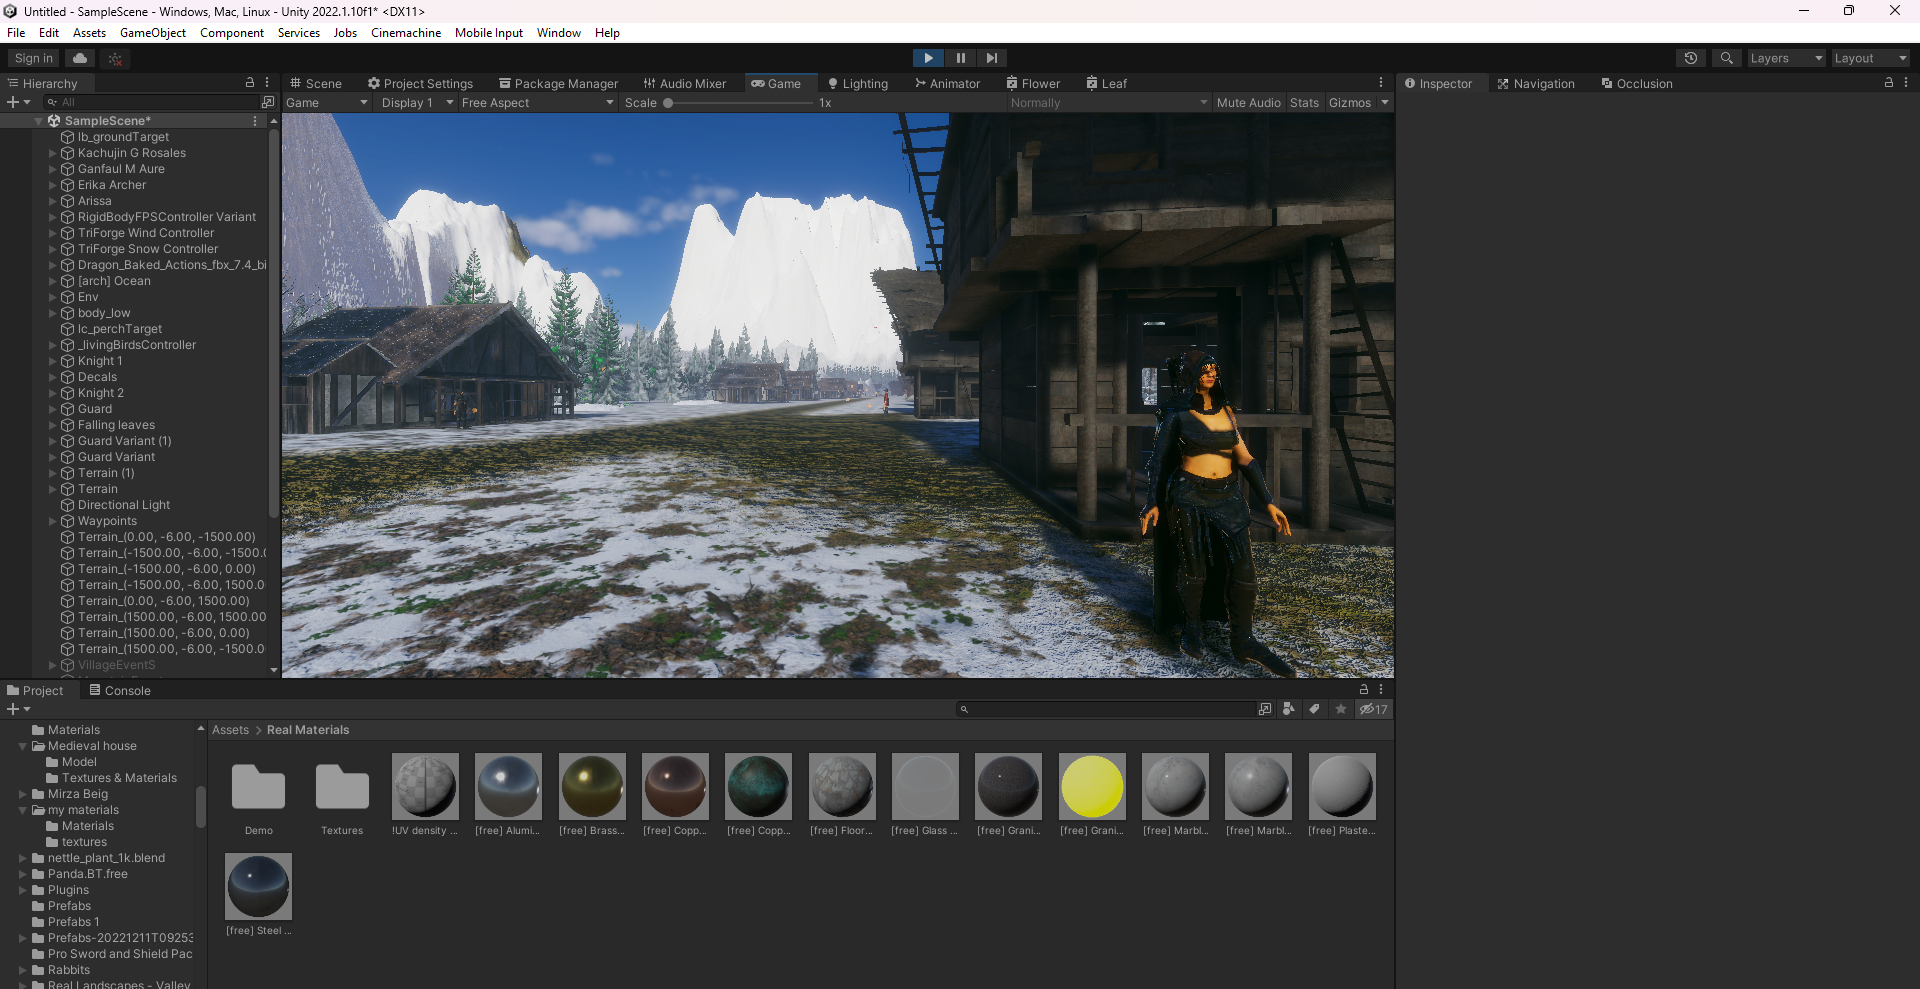 Untitled - SampleScene - Windows, Mac, Linux - Unity 2022.1.10f1* <DX11>
File Edit Assets GameObject Component Services Jobs Cinemachine Mobile Input Window Help
Sign in
Layers
Layout
Hierarchy
Scene
Project Settings
Package Manager
Audio Mixer
Game
Lighting
Animator
Flower
Leaf
Inspector
Navigation
Occlusion
All
Game
Display 1
Free Aspect
Scale
1x
Normally
Mute Audio
Stats
Gizmos
SampleScene*
lb_groundTarget
Kachujin G Rosales
Ganfaul M Aure
Erika Archer
Arissa
RigidBodyFPSController Variant
TriForge Wind Controller
TriForge Snow Controller
Dragon_Baked_Actions_fbx_7.4_bi
[arch] Ocean
Env
body_low
lc_perchTarget
_livingBirdsController
Knight 1
Decals
Knight 2
Guard
Falling leaves
Guard Variant (1)
Guard Variant
Terrain (1)
Terrain
Directional Light
Waypoints
Terrain_(0.00, -6.00, -1500.00)
Terrain_(-1500.00, -6.00, -1500.0
Terrain_(-1500.00, -6.00, 0.00)
Terrain_(-1500.00, -6.00, 1500.0
Terrain_(0.00, -6.00, 1500.00)
Terrain_(1500.00, -6.00, 1500.00
Terrain_(1500.00, -6.00, 0.00)
Terrain_(1500.00, -6.00, -1500.0
VillageEventS
Project
Console
17
Materials
Medieval house
Model
Textures & Materials
Mirza Beig
my materials
Materials
textures
nettle_plant_1k.blend
Panda.BT.free
Plugins
Prefabs
Prefabs 1
Prefabs-20221211T09253
Pro Sword and Shield Pac
Rabbits
Real Landscapes - Valley
Assets > Real Materials
Demo
Textures
!UV density ...
[free] Alumi...
[free] Brass...
[free] Copp...
[free] Copp...
[free] Floor...
[free] Glass ...
[free] Grani...
[free] Grani...
[free] Marbl...
[free] Marbl...
[free] Plaste...
[free] Steel ...